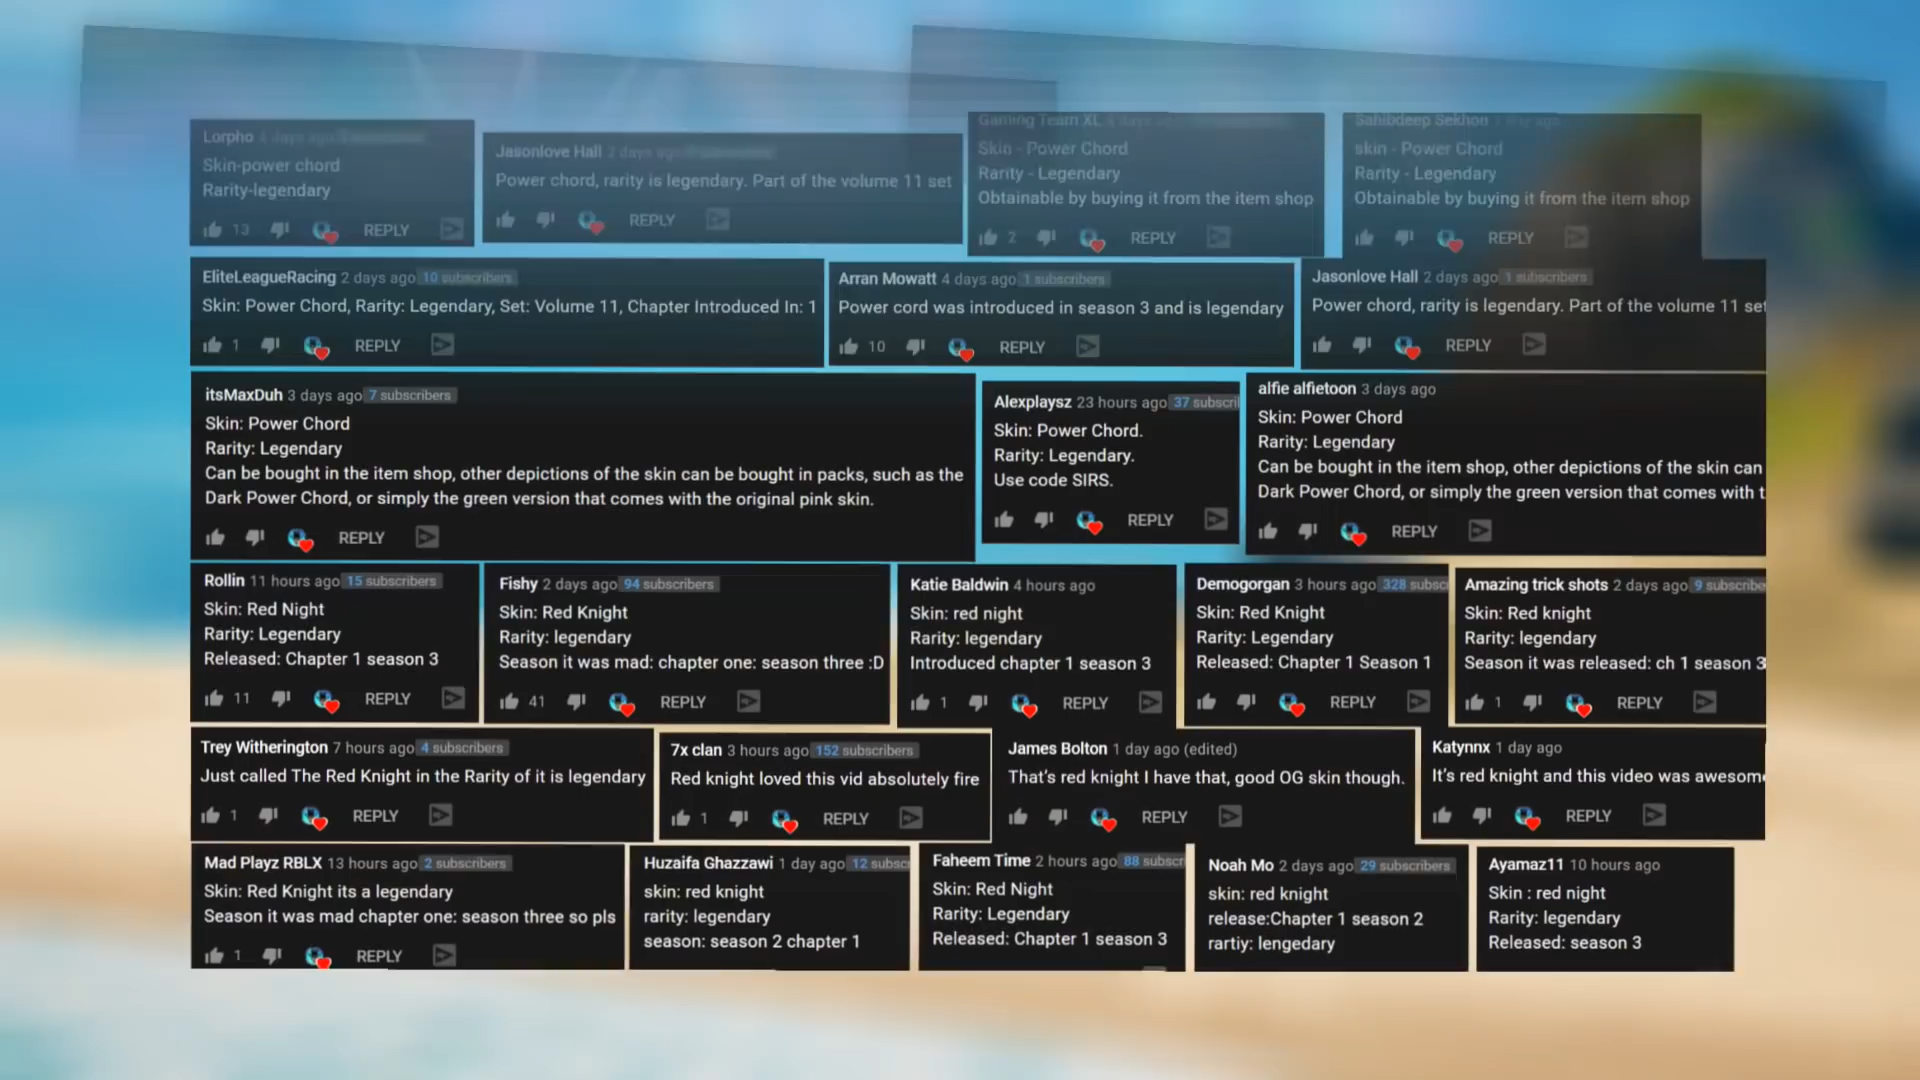 Lorpho
Skin-power chord
Rarity-legendary
13 REPLY
Jasonlove Hall 2 days ago
Power chord, rarity is legendary. Part of the volume 11 set
REPLY
Gaming Team XL
Skin - Power Chord
Rarity - Legendary
Obtainable by buying it from the item shop
2 REPLY
Sahibdeep Sekhon
skin - Power Chord
Rarity - Legendary
Obtainable by buying it from the item shop
REPLY
EliteLeagueRacing 2 days ago 10 subscribers
Skin: Power Chord, Rarity: Legendary, Set: Volume 11, Chapter Introduced In: 1
1 REPLY
Arran Mowatt 4 days ago 1 subscribers
Power cord was introduced in season 3 and is legendary
10 REPLY
Jasonlove Hall 2 days ago 1 subscribers
Power chord, rarity is legendary. Part of the volume 11 set
REPLY
itsMaxDuh 3 days ago 7 subscribers
Skin: Power Chord
Rarity: Legendary
Can be bought in the item shop, other depictions of the skin can be bought in packs, such as the
Dark Power Chord, or simply the green version that comes with the original pink skin.
REPLY
Alexplaysz 23 hours ago 37 subscri
Skin: Power Chord.
Rarity: Legendary.
Use code SIRS.
REPLY
alfie alfietoon 3 days ago
Skin: Power Chord
Rarity: Legendary
Can be bought in the item shop, other depictions of the skin can
Dark Power Chord, or simply the green version that comes with t
REPLY
Rollin 11 hours ago 15 subscribers
Skin: Red Night
Rarity: Legendary
Released: Chapter 1 season 3
11 REPLY
Fishy 2 days ago 94 subscribers
Skin: Red Knight
Rarity: legendary
Season it was mad: chapter one: season three :D
41 REPLY
Katie Baldwin 4 hours ago
Skin: red night
Rarity: legendary
Introduced chapter 1 season 3
1 REPLY
Demogorgan 3 hours ago 328 subsc
Skin: Red Knight
Rarity: Legendary
Released: Chapter 1 Season 1
REPLY
Amazing trick shots 2 days ago 9 subscribe
Skin: Red knight
Rarity: legendary
Season it was released: ch 1 season 3
1 REPLY
Trey Witherington 7 hours ago 4 subscribers
Just called The Red Knight in the Rarity of it is legendary
1 REPLY
7x clan 3 hours ago 152 subscribers
Red knight loved this vid absolutely fire
1 REPLY
James Bolton 1 day ago (edited)
That's red knight I have that, good OG skin though.
REPLY
Katynnx 1 day ago
It's red knight and this video was awesom
REPLY
Mad Playz RBLX 13 hours ago 2 subscribers
Skin: Red Knight its a legendary
Season it was mad chapter one: season three so pls
1 REPLY
Huzaifa Ghazzawi 1 day ago 12 subsc
skin: red knight
rarity: legendary
season: season 2 chapter 1
Faheem Time 2 hours ago 88 subscr
Skin: Red Night
Rarity: Legendary
Released: Chapter 1 season 3
Noah Mo 2 days ago 29 subscribers
skin: red knight
release:Chapter 1 season 2
rartiy: lengedary
Ayamaz11 10 hours ago
Skin : red night
Rarity: legendary
Released: season 3